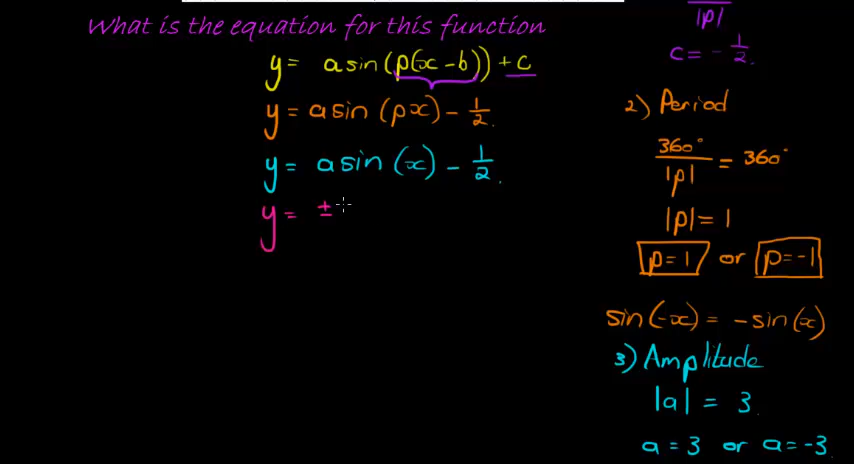 What is the equation for this function
y = a sin(p(x - b)) + c
y = a sin (px) - 1/2.
y = a sin (x) - 1/2.
y = ±
|p|
c = - 1/2.
2) Period
360°/|p| = 360°
|p| = 1
p = 1 or p = -1
sin(-x) = - sin(x)
3) Amplitude
|a| = 3.
a = 3 or a = -3.